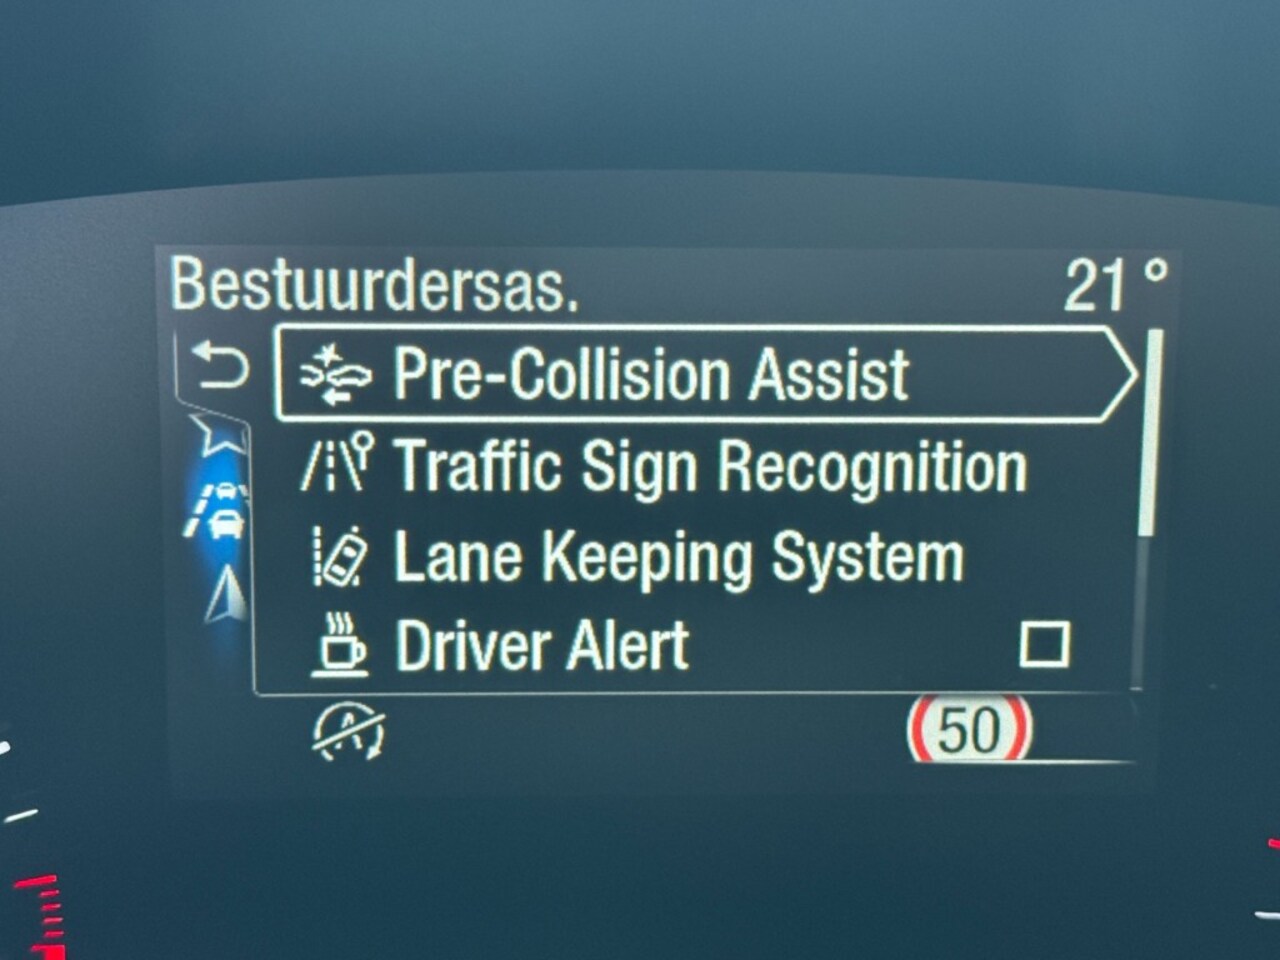 Bestuurdersas. 21°
Pre-Collision Assist
Traffic Sign Recognition
Lane Keeping System
Driver Alert
A 50